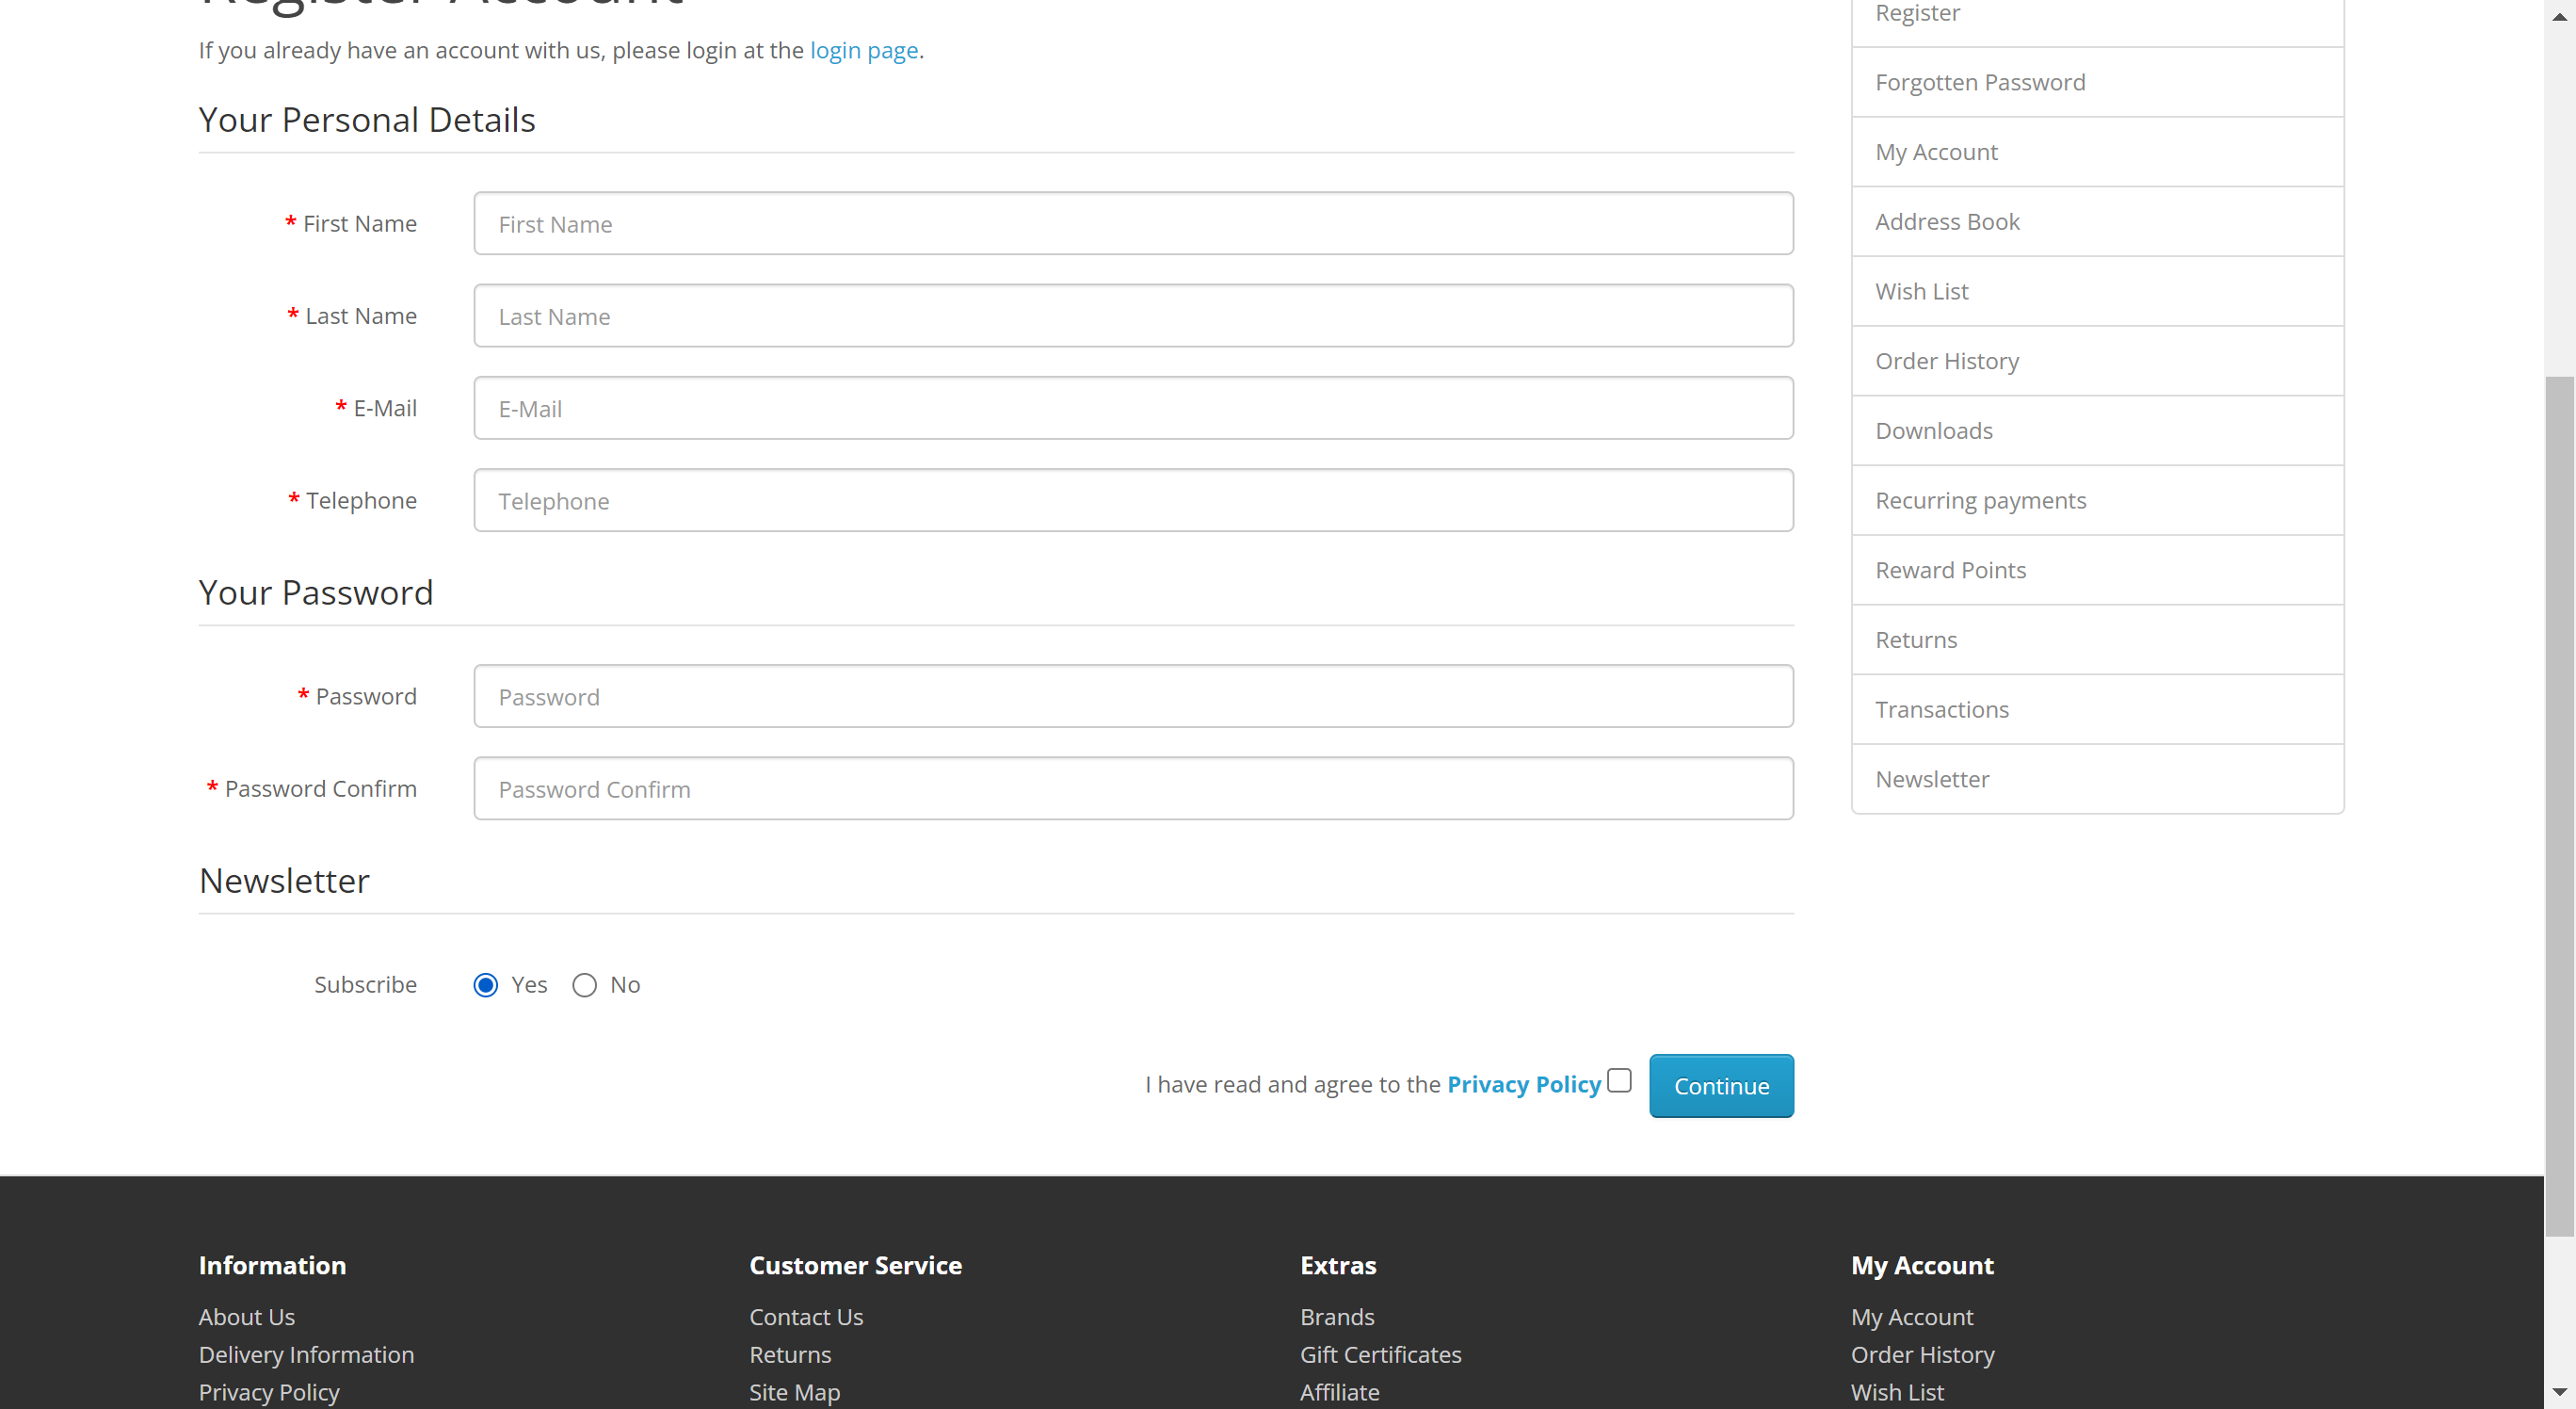 Register Account
If you already have an account with us, please login at the login page.
Your Personal Details
* First Name
First Name
* Last Name
Last Name
* E-Mail
E-Mail
* Telephone
Telephone
Your Password
* Password
Password
* Password Confirm
Password Confirm
Newsletter
Subscribe
Yes
No
I have read and agree to the Privacy Policy
Continue
Register
Forgotten Password
My Account
Address Book
Wish List
Order History
Downloads
Recurring payments
Reward Points
Returns
Transactions
Newsletter
Information
About Us
Delivery Information
Privacy Policy
Customer Service
Contact Us
Returns
Site Map
Extras
Brands
Gift Certificates
Affiliate
My Account
My Account
Order History
Wish List